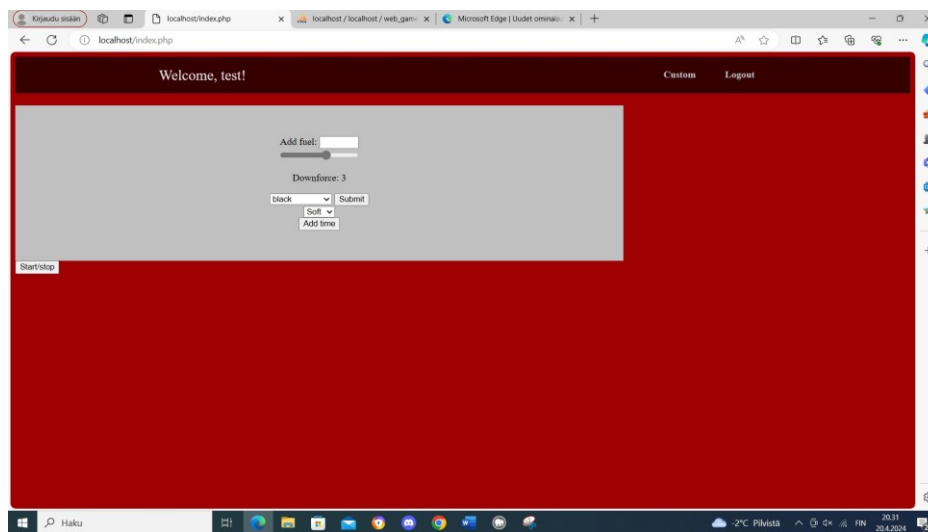 Kirjaudu sisään
localhost/index.php
localhost / localhost / web_gam
Microsoft Edge | Uudet ominaisu
localhost/index.php
Welcome, test!
Custom
Logout
Add fuel:
Downforce: 3
black
Submit
Soft
Add time
Start/stop
Haku
-2°C Pilvistä
FIN
20.31
20.4.2024